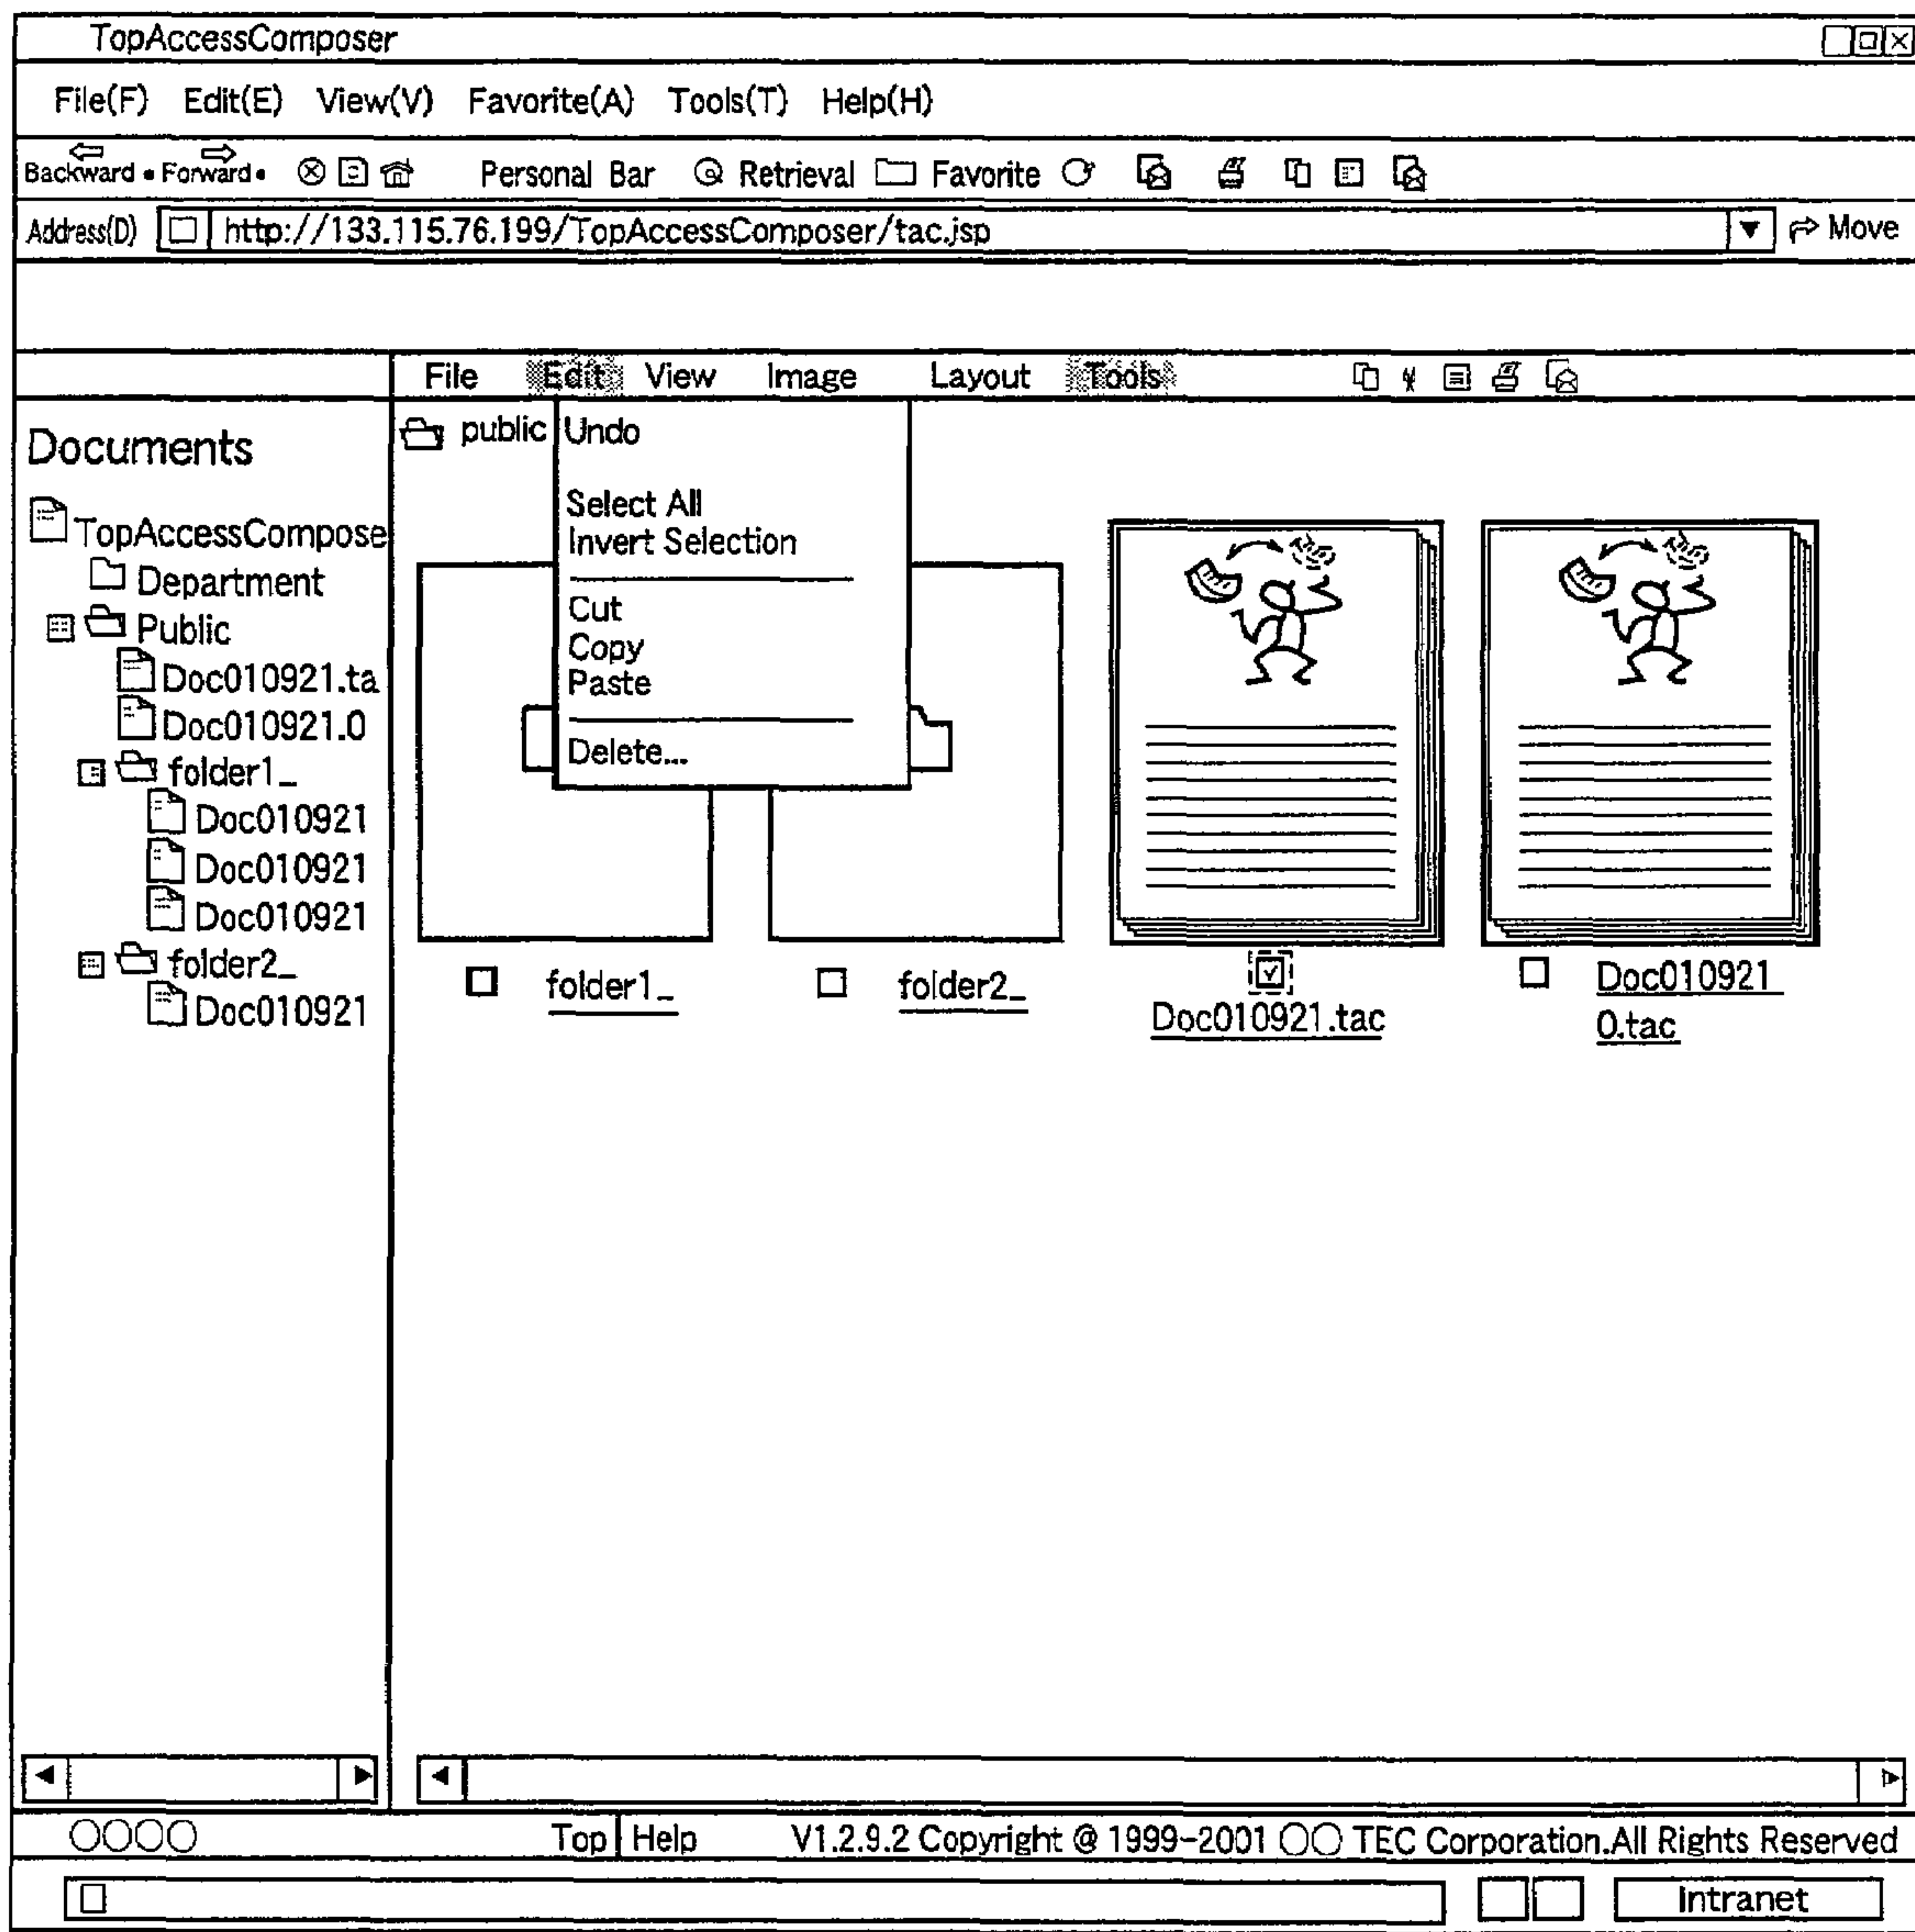 TopAccessComposer
File(F) Edit(E) View(V) Favorite(A) Tools(T) Help(H)
Backward • Forward • Personal Bar Retrieval Favorite
Address(D) http://133.115.76.199/TopAccessComposer/tac.jsp Move
File Edit View Image Layout Tools
Documents
TopAccessCompose
Department
Public
Doc010921.ta
Doc010921.0
folder1_
Doc010921
Doc010921
Doc010921
folder2_
Doc010921
public
Undo
Select All
Invert Selection
Cut
Copy
Paste
Delete...
folder1_
folder2_
Doc010921.tac
Doc010921
0.tac
○○○○ Top | Help V1.2.9.2 Copyright @ 1999-2001 ○○ TEC Corporation.All Rights Reserved
Intranet